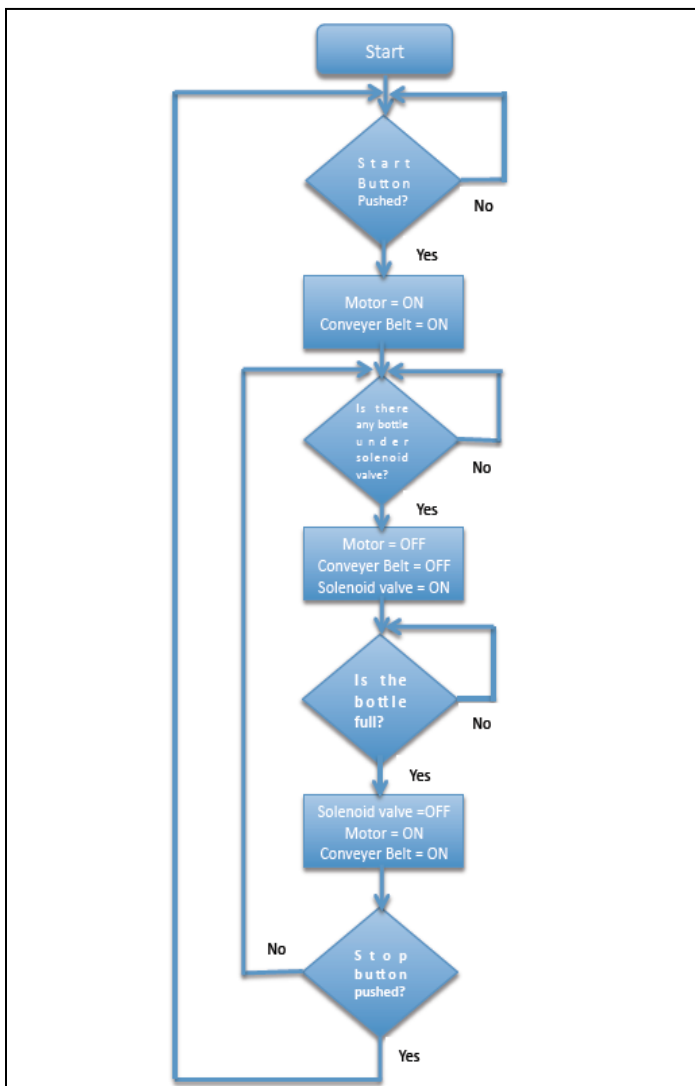 Start
Start
Button
Pushed?
No
Yes
Motor = ON
Conveyer Belt = ON
Is there
any bottle
under
solenoid
valve?
No
Yes
Motor = OFF
Conveyer Belt = OFF
Solenoid valve = ON
Is the
bottle
full?
No
Yes
Solenoid valve =OFF
Motor = ON
Conveyer Belt = ON
No
Stop
button
pushed?
Yes